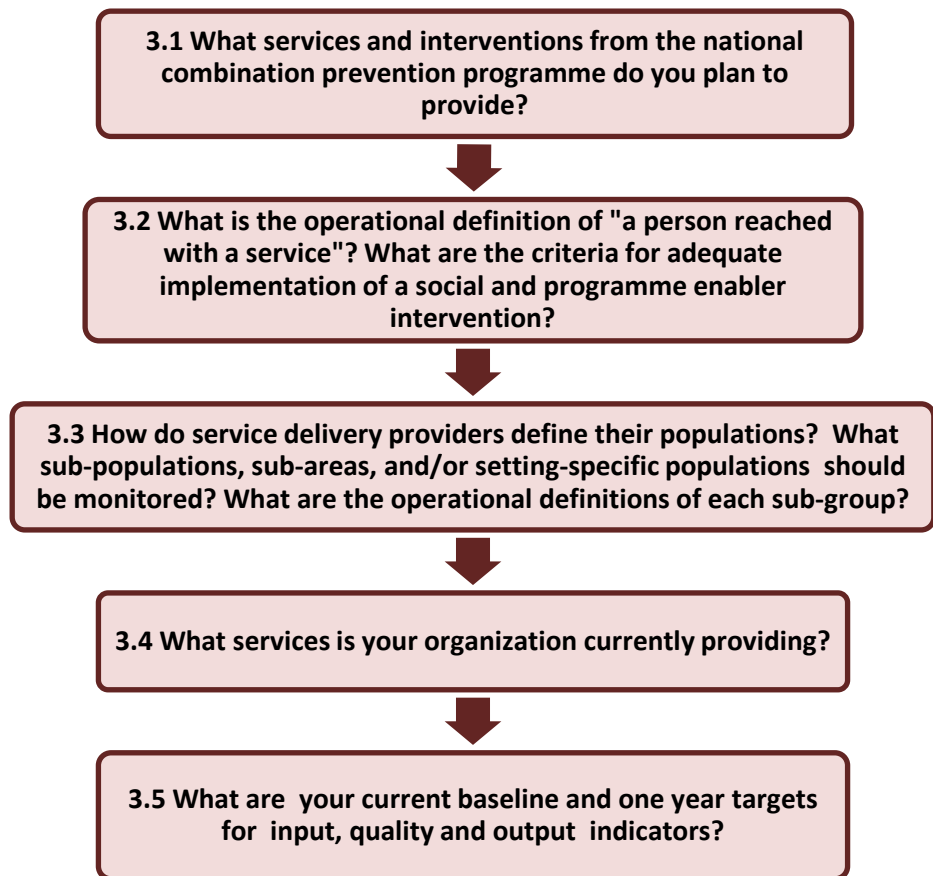 3.1 What services and interventions from the national
combination prevention programme do you plan to
provide?
3.2 What is the operational definition of "a person reached
with a service"? What are the criteria for adequate
implementation of a social and programme enabler
intervention?
3.3 How do service delivery providers define their populations? What
sub-populations, sub-areas, and/or setting-specific populations should
be monitored? What are the operational definitions of each sub-group?
3.4 What services is your organization currently providing?
3.5 What are your current baseline and one year targets
for input, quality and output indicators?